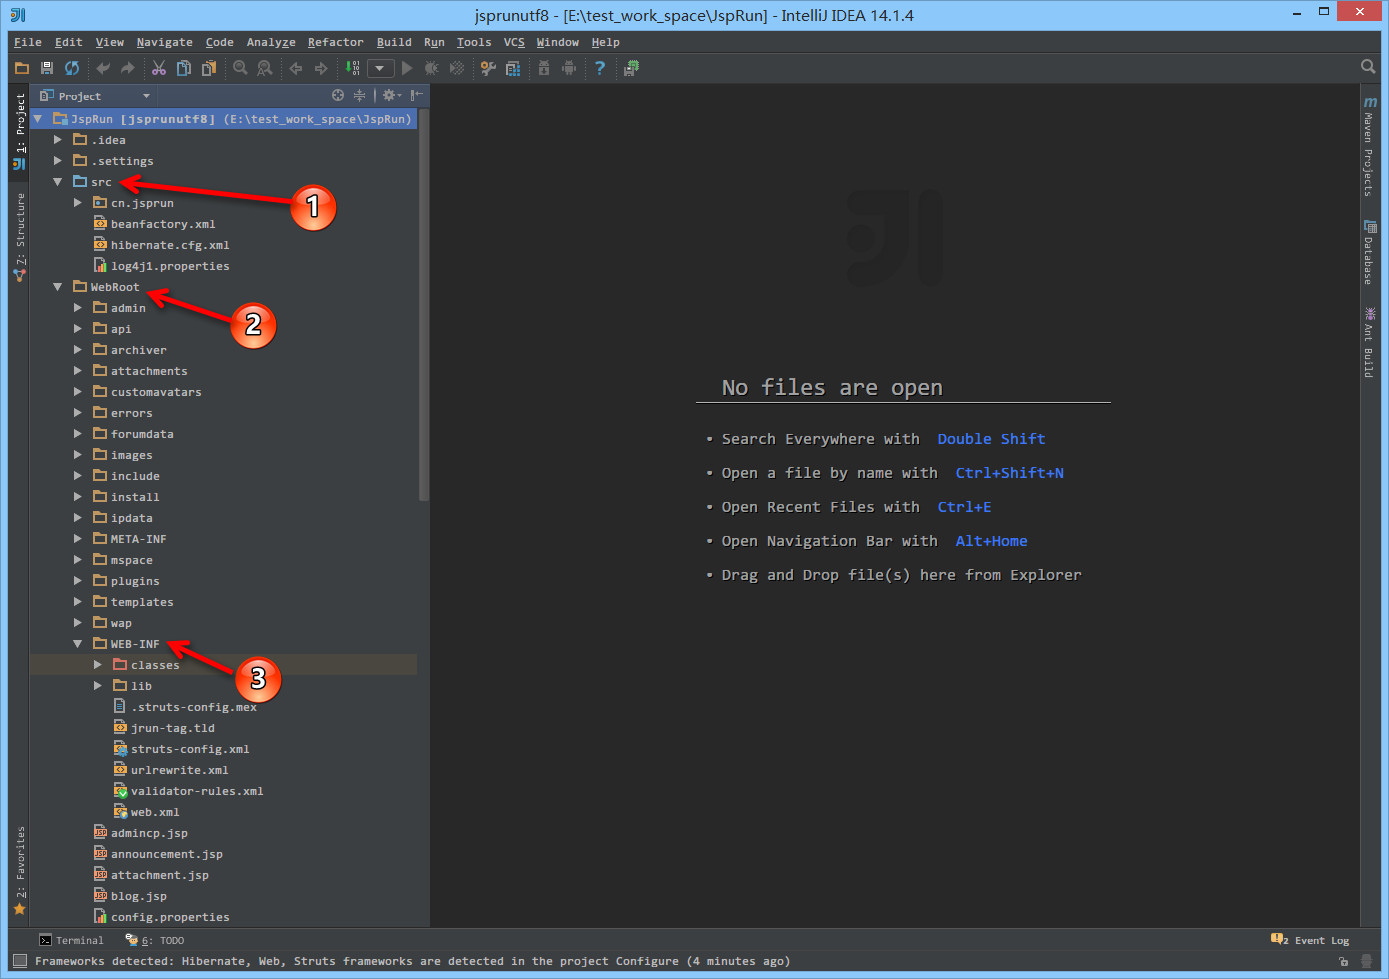 jsprunutf8 - [E:\test_work_space\JspRun] - IntelliJ IDEA 14.1.4
File Edit View Navigate Code Analyze Refactor Build Run Tools VCS Window Help
Project
1: Project
7: Structure
2: Favorites
JspRun [jsprunutf8] (E:\test_work_space\JspRun)
.idea
.settings
src
1
cn.jsprun
beanfactory.xml
hibernate.cfg.xml
log4j1.properties
WebRoot
2
admin
api
archiver
attachments
customavatars
errors
forumdata
images
include
install
ipdata
META-INF
mspace
plugins
templates
wap
WEB-INF
3
classes
lib
.struts-config.mex
jrun-tag.tld
struts-config.xml
urlrewrite.xml
validator-rules.xml
web.xml
admincp.jsp
announcement.jsp
attachment.jsp
blog.jsp
config.properties
No files are open
• Search Everywhere with Double Shift
• Open a file by name with Ctrl+Shift+N
• Open Recent Files with Ctrl+E
• Open Navigation Bar with Alt+Home
• Drag and Drop file(s) here from Explorer
m
Maven Projects
Database
Ant Build
Terminal 6: TODO 2 Event Log
Frameworks detected: Hibernate, Web, Struts frameworks are detected in the project Configure (4 minutes ago)